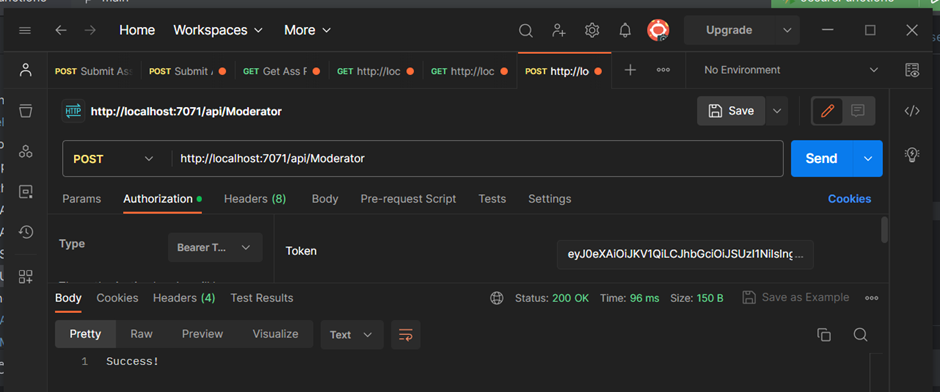 main
Home Workspaces More Upgrade
POST Submit Ass POST Submit GET Get Ass F GET http://loc GET http://loc POST http://lo No Environment
HTTP http://localhost:7071/api/Moderator Save
POST http://localhost:7071/api/Moderator Send
Params Authorization Headers (8) Body Pre-request Script Tests Settings Cookies
Type Bearer T... Token eyJ0eXAiOiJKV1QiLCJhbGciOiJSUzI1NiIsIng...
Body Cookies Headers (4) Test Results Status: 200 OK Time: 96 ms Size: 150 B Save as Example
Pretty Raw Preview Visualize Text
1 Success!